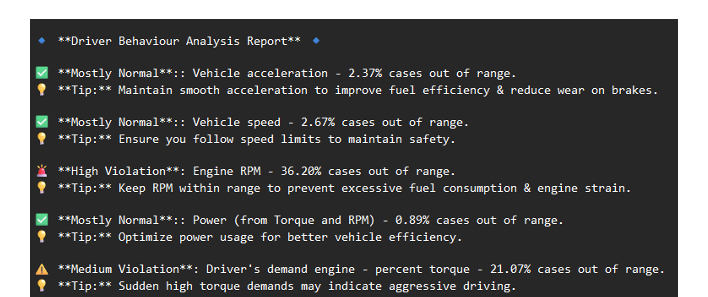 🔹 **Driver Behaviour Analysis Report** 🔹
✅ **Mostly Normal**:: Vehicle acceleration - 2.37% cases out of range.
💡 **Tip:** Maintain smooth acceleration to improve fuel efficiency & reduce wear on brakes.
✅ **Mostly Normal**:: Vehicle speed - 2.67% cases out of range.
💡 **Tip:** Ensure you follow speed limits to maintain safety.
🚨 **High Violation**: Engine RPM - 36.20% cases out of range.
💡 **Tip:** Keep RPM within range to prevent excessive fuel consumption & engine strain.
✅ **Mostly Normal**:: Power (from Torque and RPM) - 0.89% cases out of range.
💡 **Tip:** Optimize power usage for better vehicle efficiency.
⚠️ **Medium Violation**: Driver's demand engine - percent torque - 21.07% cases out of range.
💡 **Tip:** Sudden high torque demands may indicate aggressive driving.